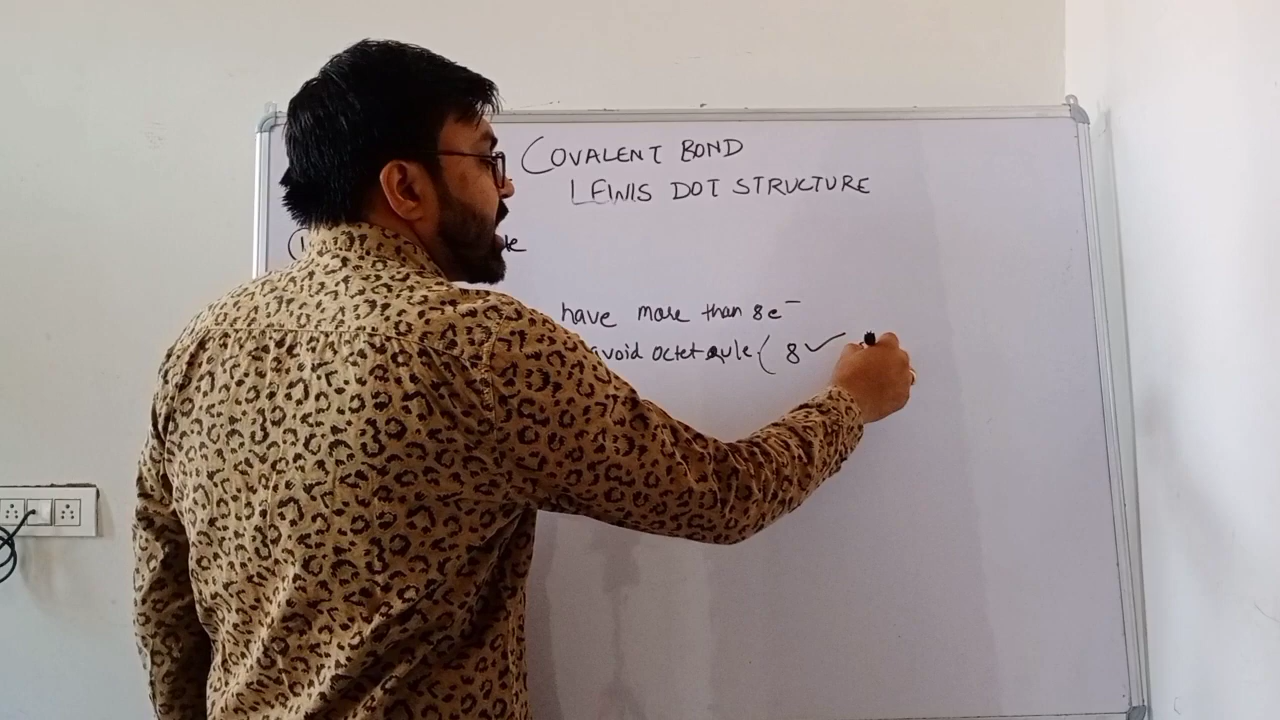 COVALENT BOND
LEWIS DOT STRUCTURE
have more than 8e⁻
avoid octet rule ( 8 ✓